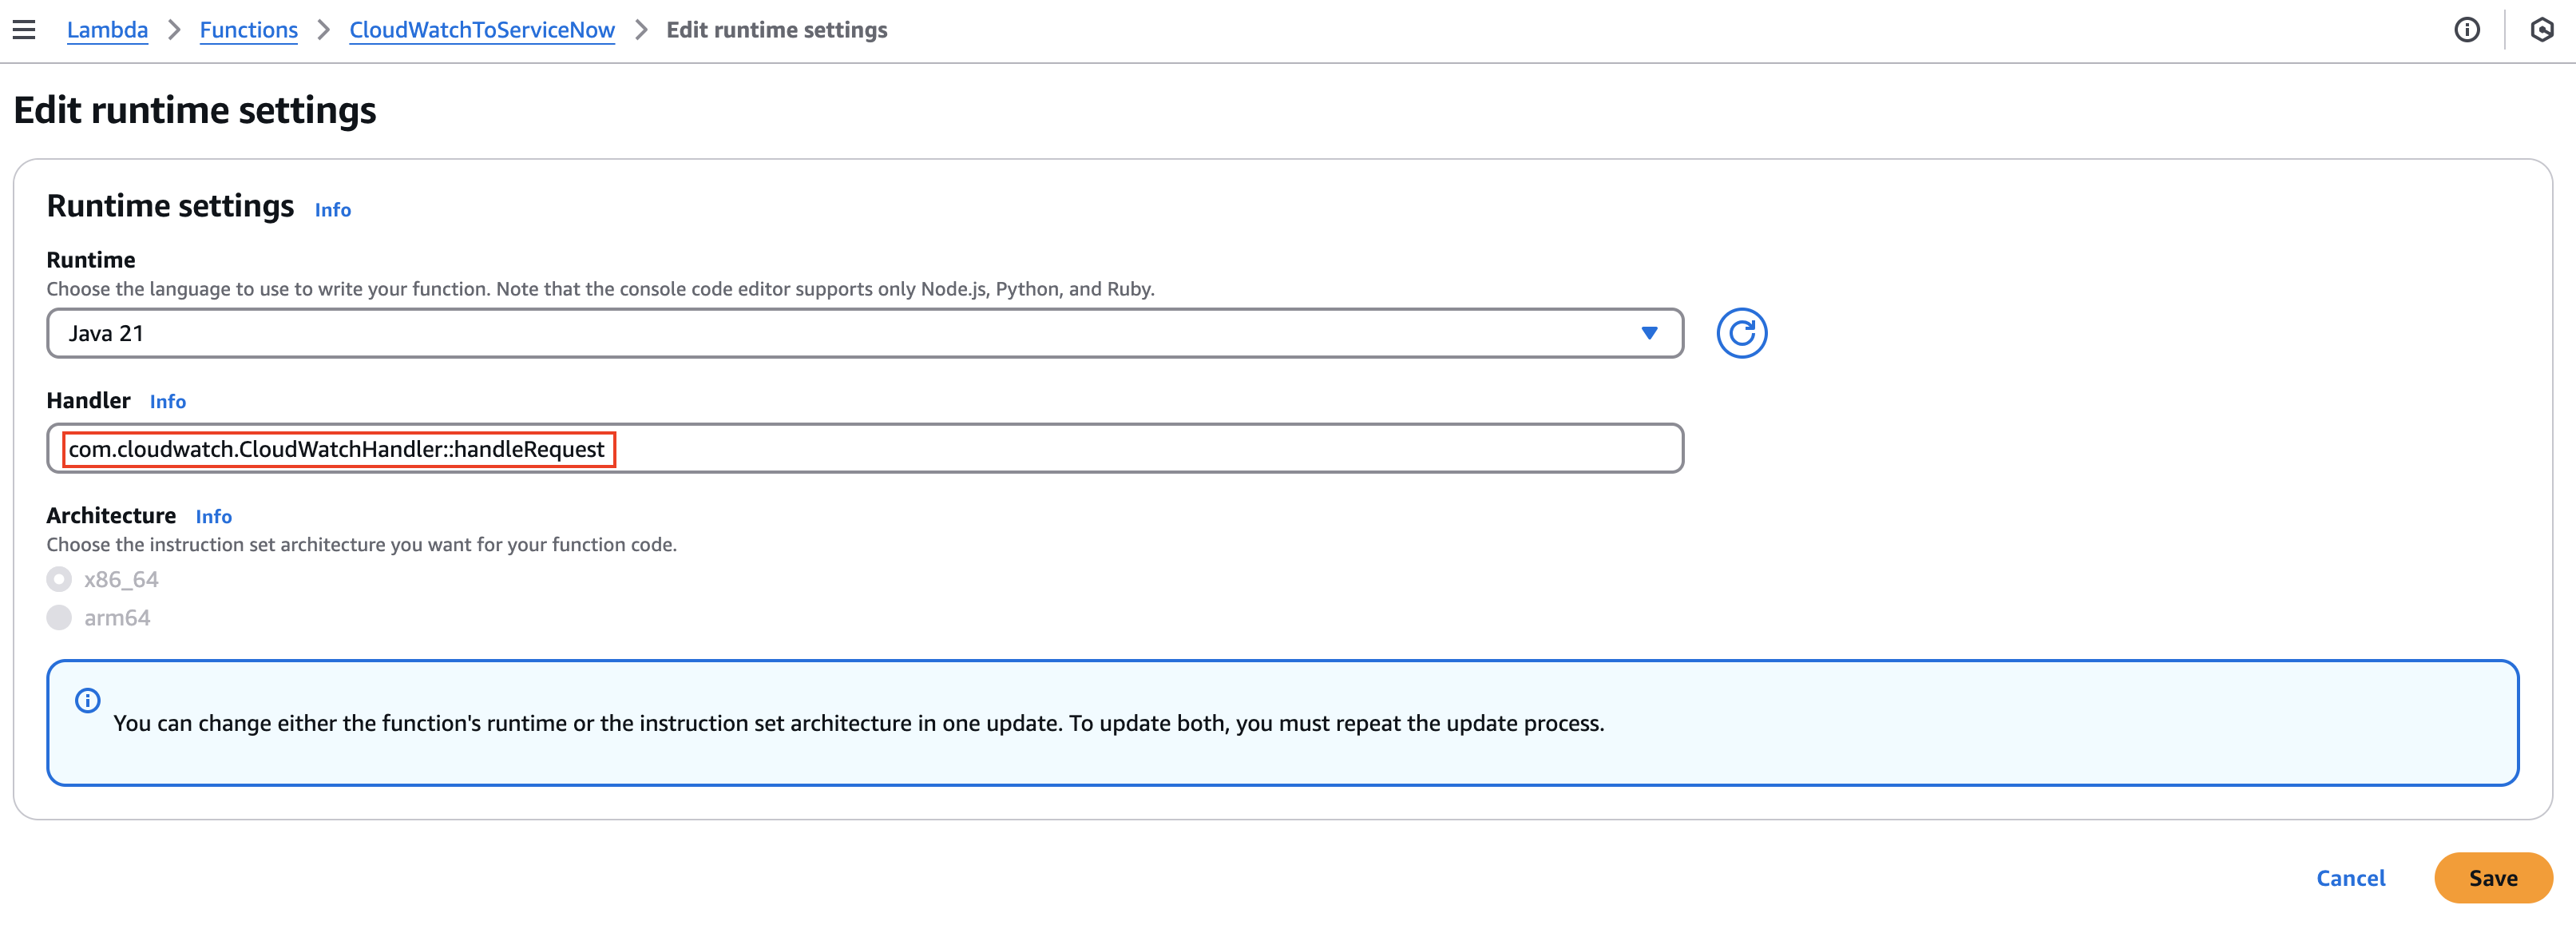 Lambda > Functions > CloudWatchToServiceNow > Edit runtime settings
Edit runtime settings
Runtime settings Info
Runtime
Choose the language to use to write your function. Note that the console code editor supports only Node.js, Python, and Ruby.
Java 21
Handler Info
com.cloudwatch.CloudWatchHandler::handleRequest
Architecture Info
Choose the instruction set architecture you want for your function code.
x86_64
arm64
You can change either the function's runtime or the instruction set architecture in one update. To update both, you must repeat the update process.
Cancel Save